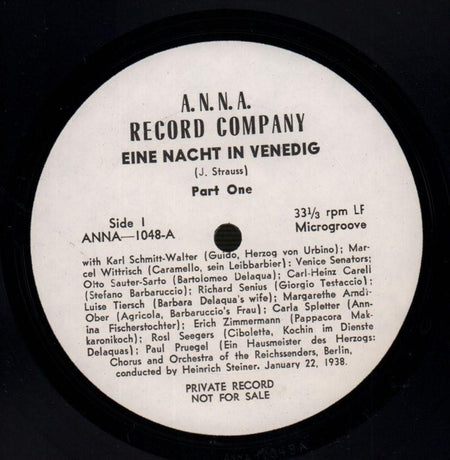 A.N.N.A.
RECORD COMPANY
EINE NACHT IN VENEDIG
(J. Strauss)
Part One
Side I
ANNA—1048-A
33⅓ rpm LF
Microgroove
with Karl Schmitt-Walter (Guido, Herzog von Urbino); Mar-
cel Wittrisch (Caramello, sein Leibbarbier): Venice Senators:
Otto Sauter-Sarto (Bartolomeo Delaqua); Carl-Heinz Carell
(Stefano Barbaruccio); Richard Senius (Giorgio Testaccio);
Luise Tiersch (Barbara Delaqua's wife); Margarethe Arndt-
Ober (Agricola, Barbaruccio's Frau); Carla Spletter (Ann-
ina Fischerstochter); Erich Zimmermann (Pappacora Mak-
karonikoch); Rosl Seegers (Ciboletta, Kochin im Dienste
Delaquas); Paul Pruegel (Ein Hausmeister des Herzogs:
Chorus and Orchestra of the Reichssenders, Berlin,
conducted by Heinrich Steiner. January 22, 1938.
PRIVATE RECORD
NOT FOR SALE